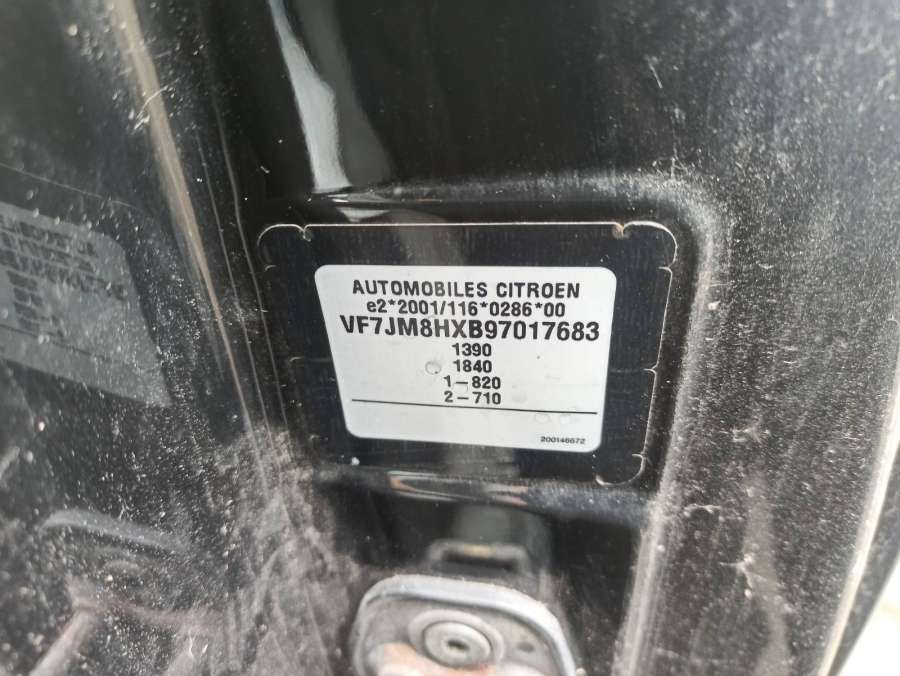 AUTOMOBILES CITROEN
e2*2001/116*0286*00
VF7JM8HXB97017683
1390
1840
1-820
2-710
200146672